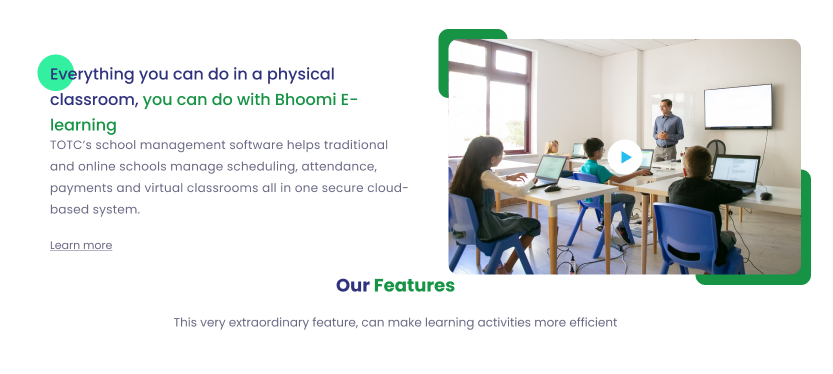 Everything you can do in a physical
classroom, you can do with Bhoomi E-
learning
TOTC's school management software helps traditional
and online schools manage scheduling, attendance,
payments and virtual classrooms all in one secure cloud-
based system.
Learn more
Our Features
This very extraordinary feature, can make learning activities more efficient